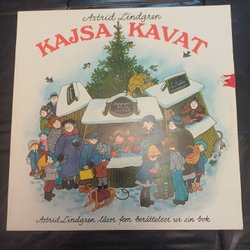 Astrid Lindgren
KAJSA KAVAT
Astrid Lindgren läser fem berättelser ur sin bok